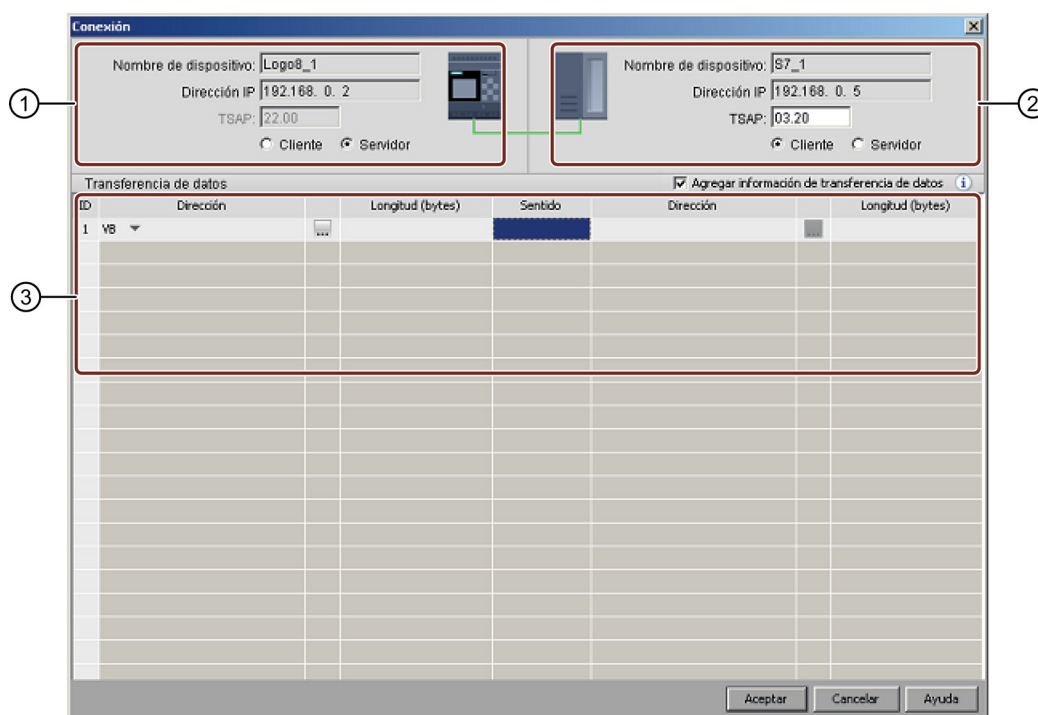 Conexión
Nombre de dispositivo: Logo8_1
Dirección IP 192.168. 0. 2
TSAP: 22.00
Cliente Servidor
Nombre de dispositivo: S7_1
Dirección IP 192.168. 0. 5
TSAP: 03.20
Cliente Servidor
1
2
Transferencia de datos Agregar información de transferencia de datos i
ID Dirección Longitud (bytes) Sentido Dirección Longitud (bytes)
1 VB ... ...
3
Aceptar Cancelar Ayuda